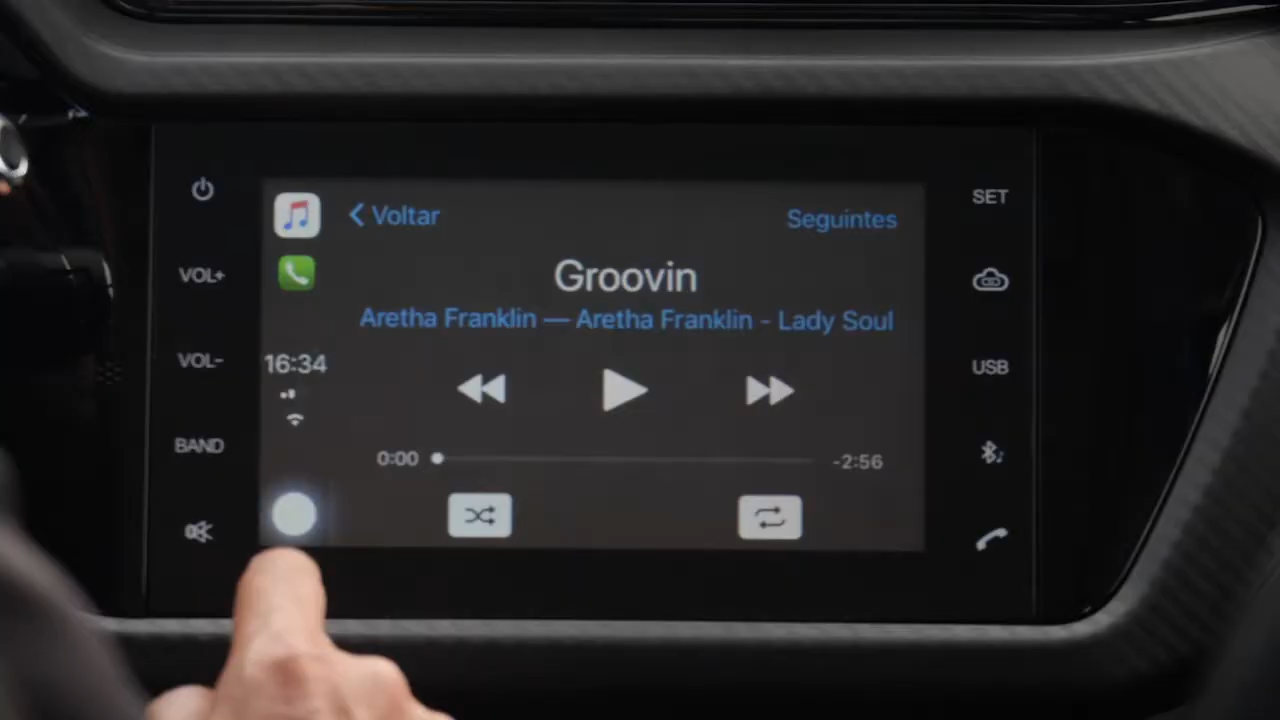 SET
Voltar
Seguintes
VOL+
Groovin
Aretha Franklin — Aretha Franklin - Lady Soul
VOL-
16:34
USB
BAND
0:00
-2:56